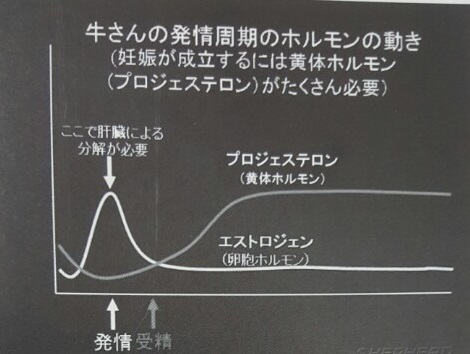 牛さんの発情周期のホルモンの動き
(妊娠が成立するには黄体ホルモン
(プロジェステロン)がたくさん必要)
ここで肝臓による
分解が必要
プロジェステロン
(黄体ホルモン)
エストロジェン
(卵胞ホルモン)
発情 受精